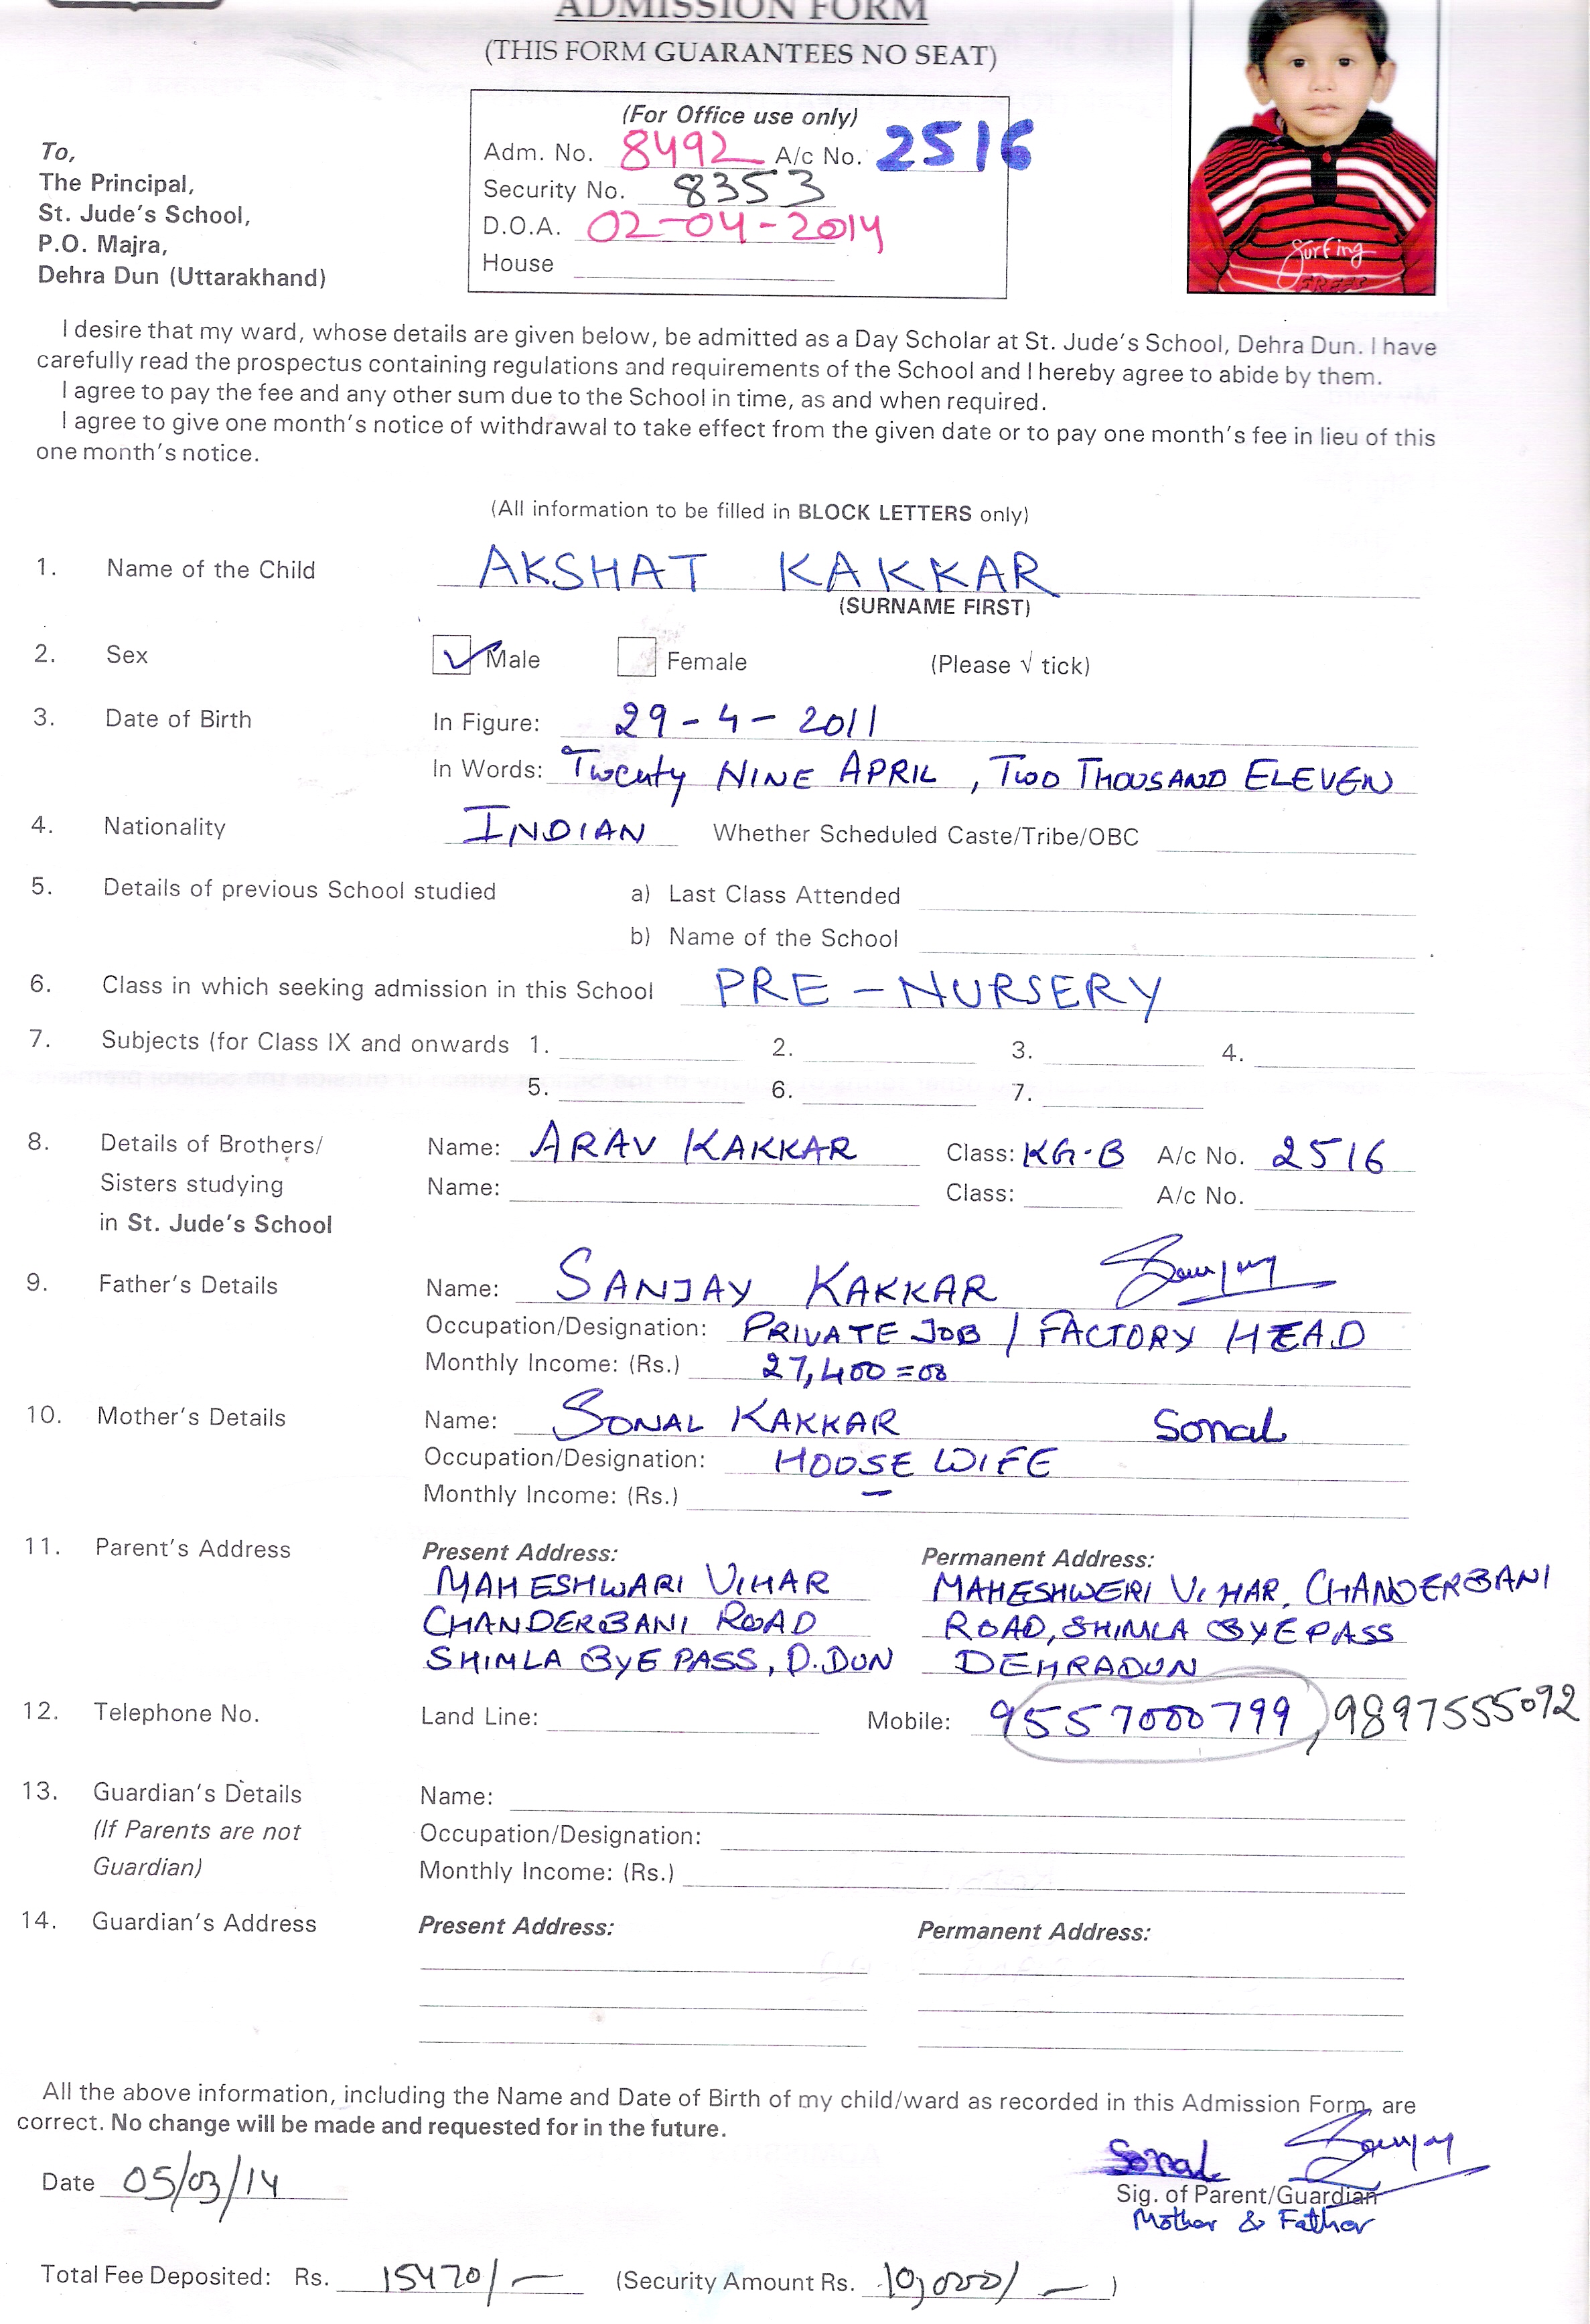 ADMISSION FORM
(THIS FORM GUARANTEES NO SEAT)
(For Office use only)
Adm. No. 8492 A/c No. 2516
Security No. 8353
D.O.A. 02-04-2014
House
To,
The Principal,
St. Jude's School,
P.O. Majra,
Dehra Dun (Uttarakhand)
Surfing
STREET
I desire that my ward, whose details are given below, be admitted as a Day Scholar at St. Jude's School, Dehra Dun. I have
carefully read the prospectus containing regulations and requirements of the School and I hereby agree to abide by them.
I agree to pay the fee and any other sum due to the School in time, as and when required.
I agree to give one month's notice of withdrawal to take effect from the given date or to pay one month's fee in lieu of this
one month's notice.
(All information to be filled in BLOCK LETTERS only)
1. Name of the Child AKSHAT KAKKAR
(SURNAME FIRST)
2. Sex ✓ Male Female (Please √ tick)
3. Date of Birth In Figure: 29-4-2011
In Words: Twenty NINE APRIL, TWO THOUSAND ELEVEN
4. Nationality INDIAN Whether Scheduled Caste/Tribe/OBC
5. Details of previous School studied a) Last Class Attended
b) Name of the School
6. Class in which seeking admission in this School PRE-NURSERY
7. Subjects (for Class IX and onwards 1. 2. 3. 4.
5. 6. 7.
8. Details of Brothers/ Name: ARAV KAKKAR Class: KG-B A/c No. 2516
Sisters studying Name: Class: A/c No.
in St. Jude's School
9. Father's Details Name: SANJAY KAKKAR Sanjay
Occupation/Designation: PRIVATE JOB / FACTORY HEAD
Monthly Income: (Rs.) 27,400=00
10. Mother's Details Name: SONAL KAKKAR Sonal
Occupation/Designation: HOUSE WIFE
Monthly Income: (Rs.)
11. Parent's Address Present Address: Permanent Address:
MAHESHWARI VIHAR MAHESHWERI VIHAR, CHANDERBANI
CHANDERBANI ROAD ROAD, SHIMLA BYE PASS
SHIMLA BYE PASS, D.DUN DEHRADUN
12. Telephone No. Land Line: Mobile: 9557000799, 9897555092
13. Guardian's Details Name:
(If Parents are not Occupation/Designation:
Guardian) Monthly Income: (Rs.)
14. Guardian's Address Present Address: Permanent Address:
All the above information, including the Name and Date of Birth of my child/ward as recorded in this Admission Form, are
correct. No change will be made and requested for in the future.
Sonal Sanjay
Date 05/03/14 Sig. of Parent/Guardian
Mother & Father
Total Fee Deposited: Rs. 15470/- (Security Amount Rs. 10,000/-)